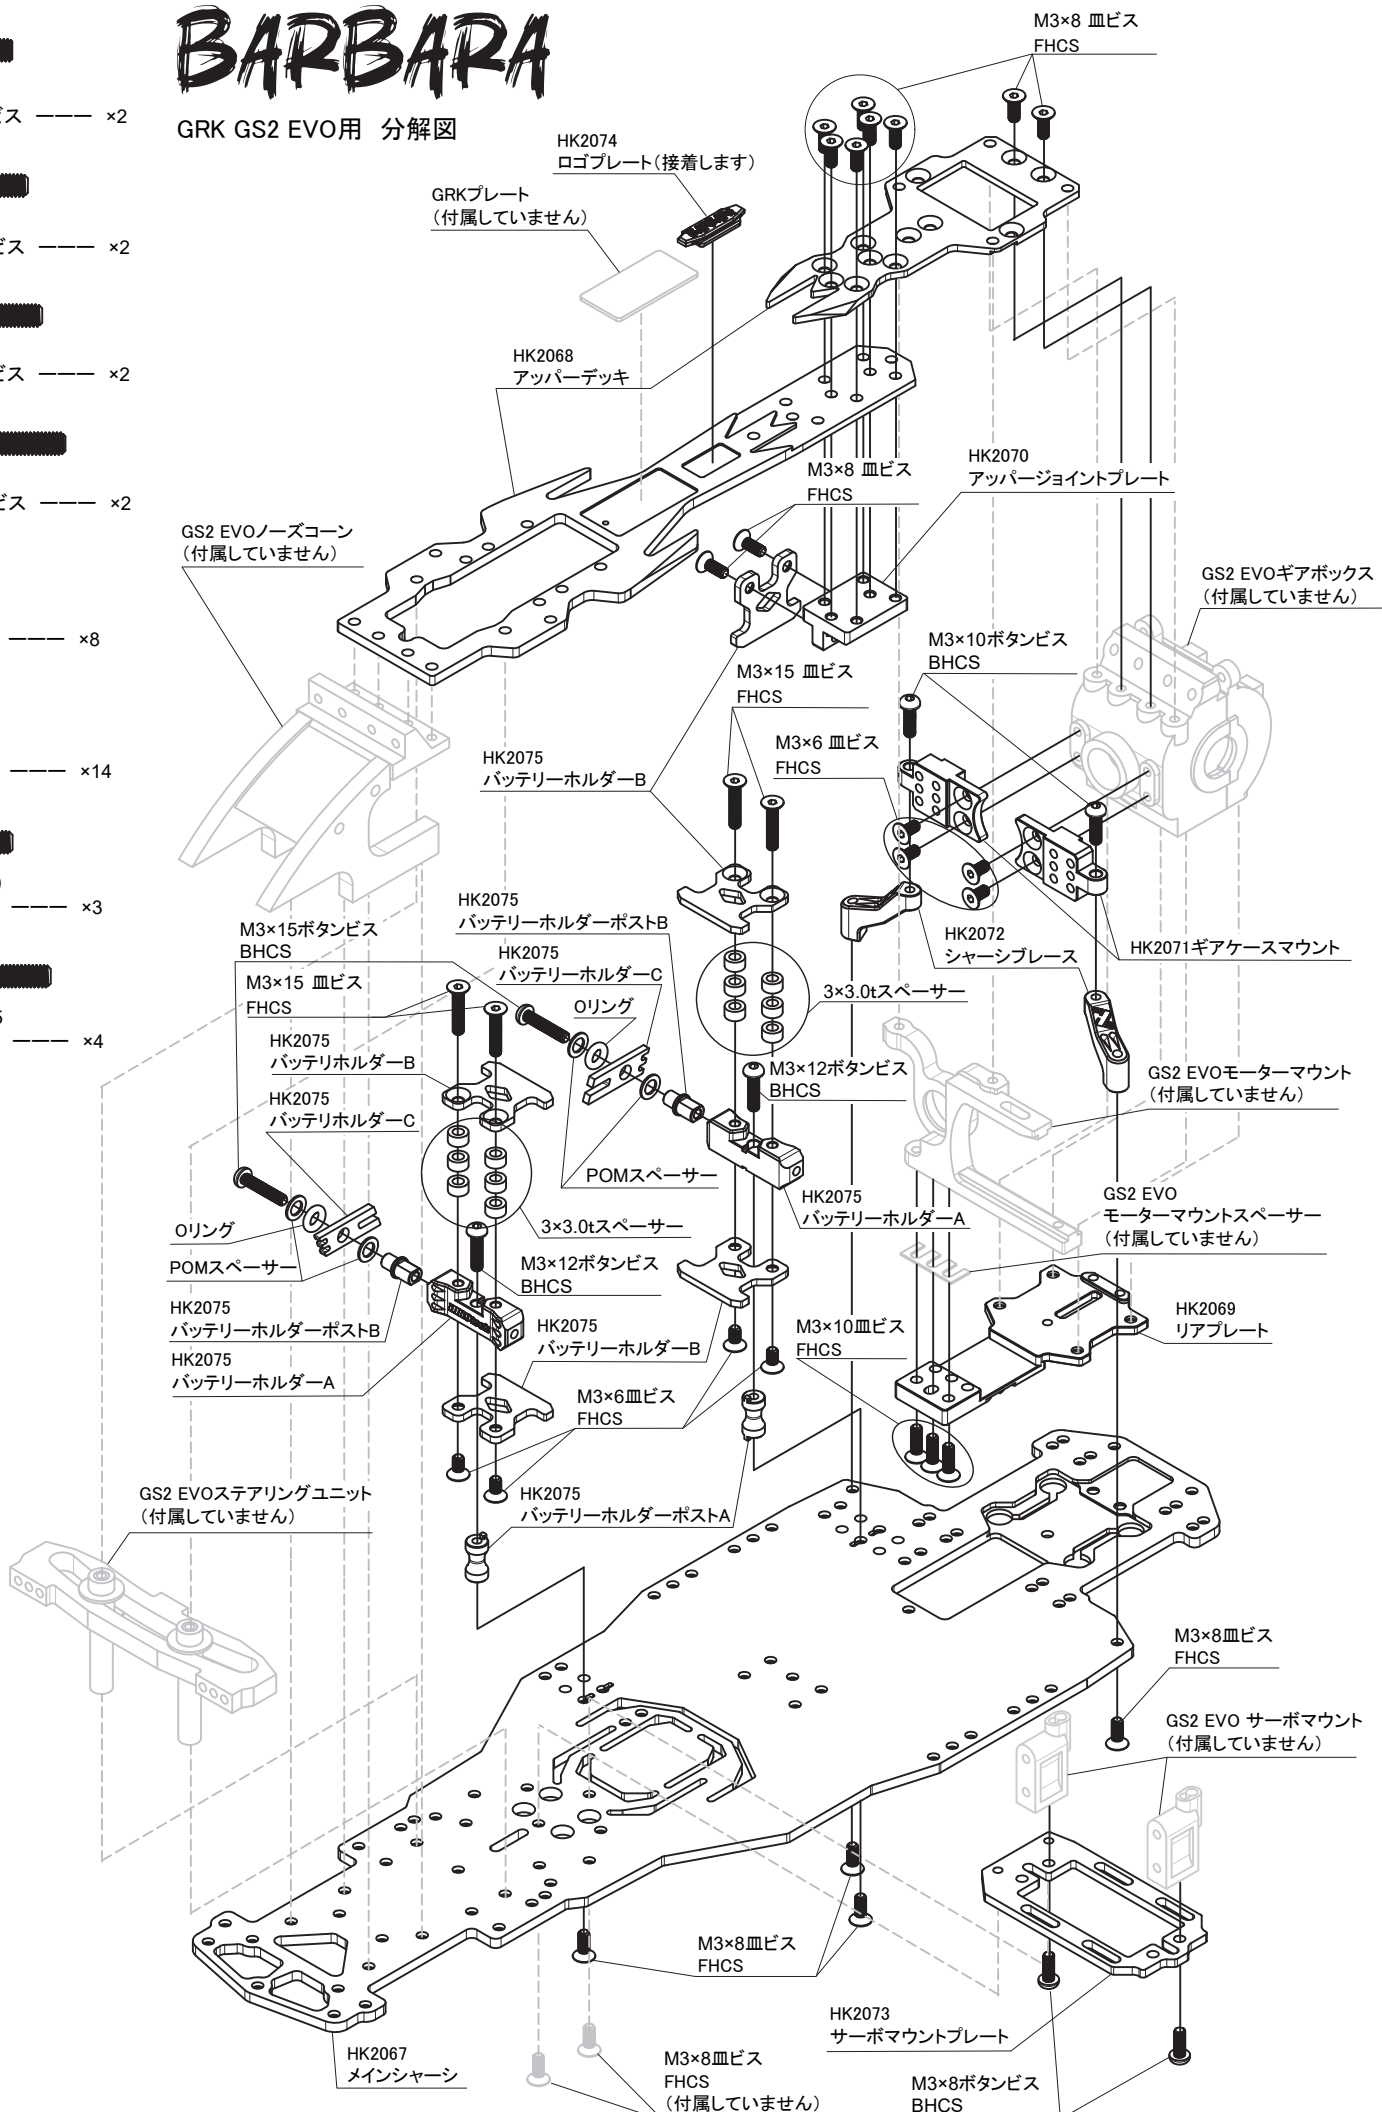 BARBARA
GRK GS2 EVO用 分解図
ビス ――― ×2
ビス ――― ×2
ビス ――― ×2
ビス ――― ×2
――― ×8
――― ×14
――― ×3
――― ×4
M3×8 皿ビス
FHCS
HK2074
ロゴプレート(接着します)
GRKプレート
(付属していません)
HK2068
アッパーデッキ
M3×8 皿ビス
FHCS
HK2070
アッパージョイントプレート
GS2 EVOノーズコーン
(付属していません)
GS2 EVOギアボックス
(付属していません)
M3×10ボタンビス
BHCS
M3×15 皿ビス
FHCS
M3×6 皿ビス
FHCS
HK2075
バッテリーホルダーB
HK2075
バッテリーホルダーポストB
HK2072
シャーシブレース
HK2071ギアケースマウント
M3×15ボタンビス
BHCS
HK2075
バッテリーホルダーC
M3×15 皿ビス
FHCS
Oリング
3×3.0tスペーサー
HK2075
バッテリホルダーB
M3×12ボタンビス
BHCS
GS2 EVOモーターマウント
(付属していません)
HK2075
バッテリホルダーC
POMスペーサー
HK2075
バッテリーホルダーA
GS2 EVO
モーターマウントスペーサー
(付属していません)
Oリング
3×3.0tスペーサー
POMスペーサー
M3×12ボタンビス
BHCS
HK2075
バッテリーホルダーポストB
HK2075
バッテリーホルダーB
M3×10皿ビス
FHCS
HK2069
リアプレート
HK2075
バッテリーホルダーA
M3×6皿ビス
FHCS
GS2 EVOステアリングユニット
(付属していません)
HK2075
バッテリーホルダーポストA
M3×8皿ビス
FHCS
GS2 EVO サーボマウント
(付属していません)
M3×8皿ビス
FHCS
HK2073
サーボマウントプレート
HK2067
メインシャーシ
M3×8皿ビス
FHCS
(付属していません)
M3×8ボタンビス
BHCS